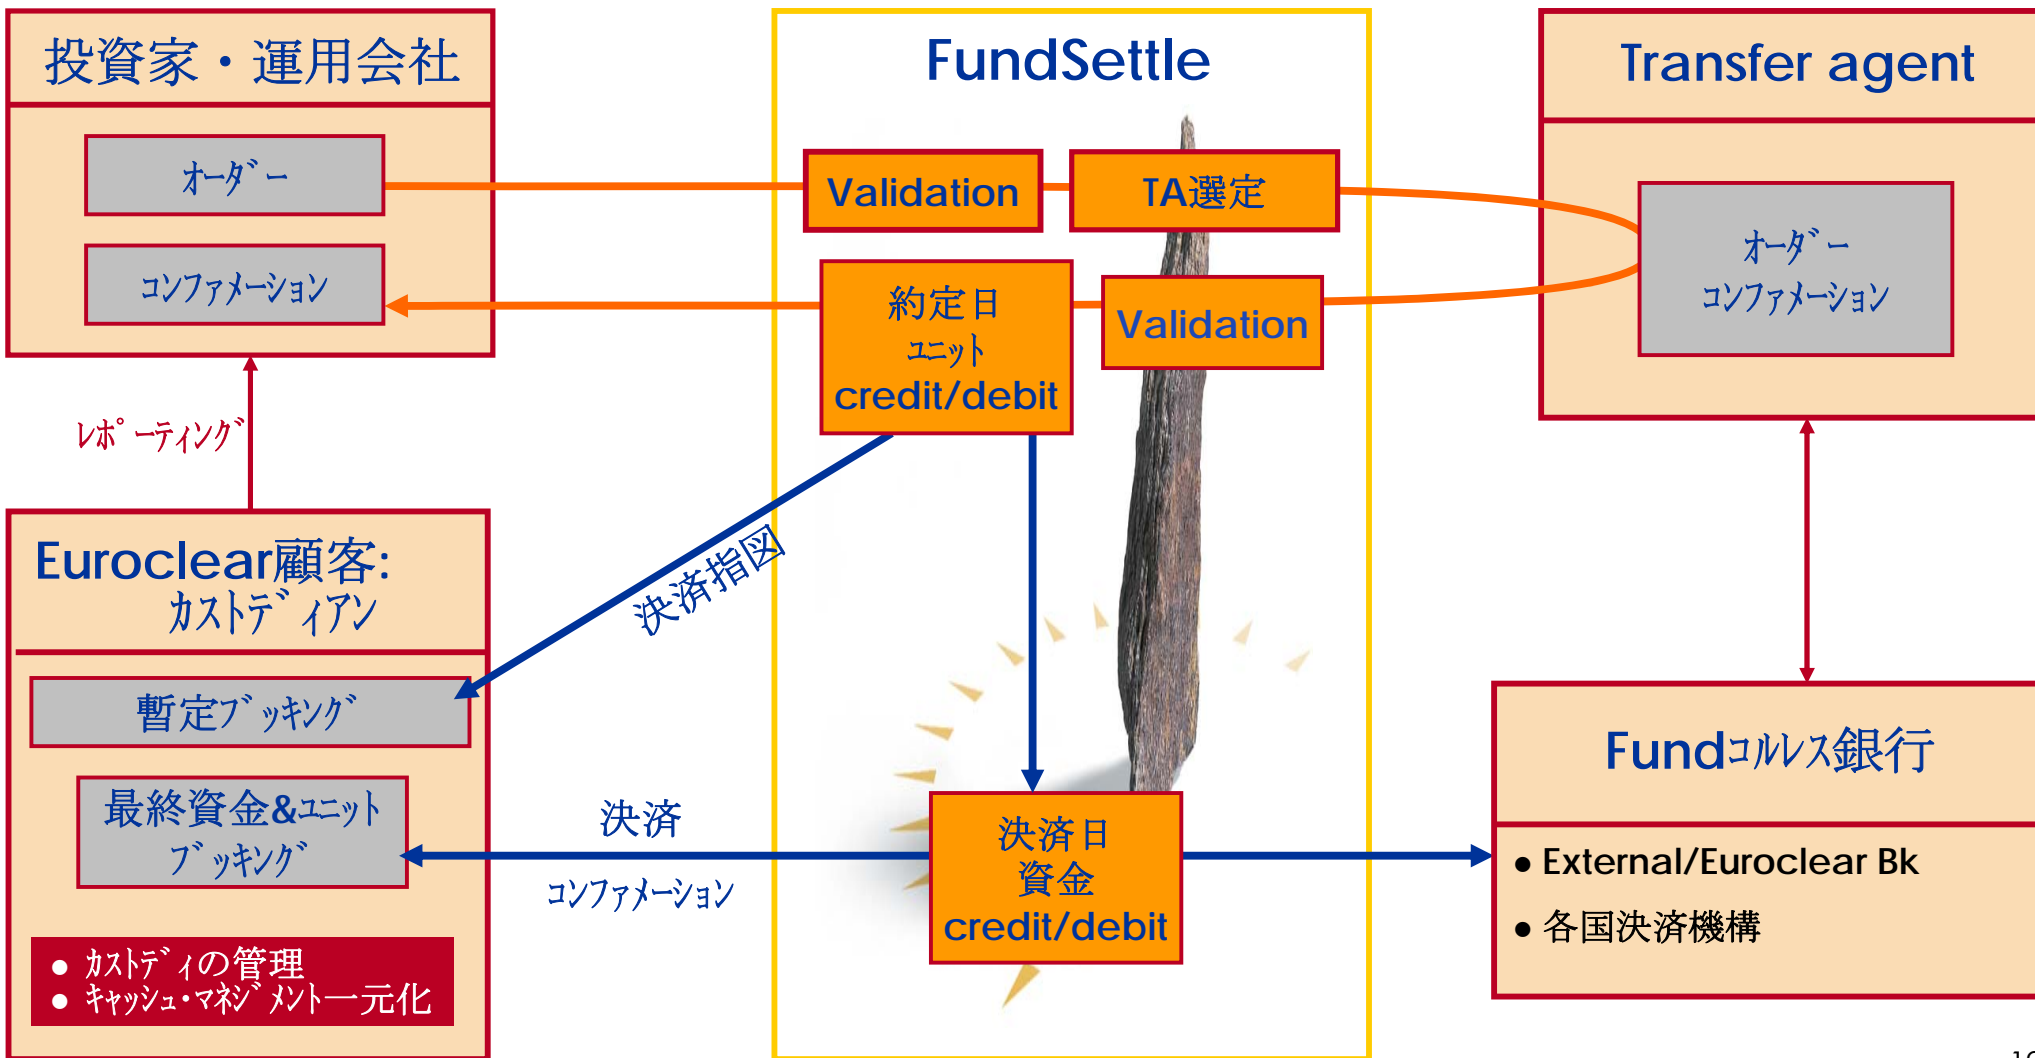 投資家・運用会社
オーダー
コンファメーション
レポーティング
Euroclear顧客:
カストディアン
暫定ブッキング
最終資金&ユニット
ブッキング
● カストディの管理
● キャッシュ・マネジメント一元化
FundSettle
Validation
TA選定
約定日
ユニット
credit/debit
Validation
決済指図
決済
コンファメーション
決済日
資金
credit/debit
Transfer agent
オーダー
コンファメーション
Fundコルレス銀行
● External/Euroclear Bk
● 各国決済機構